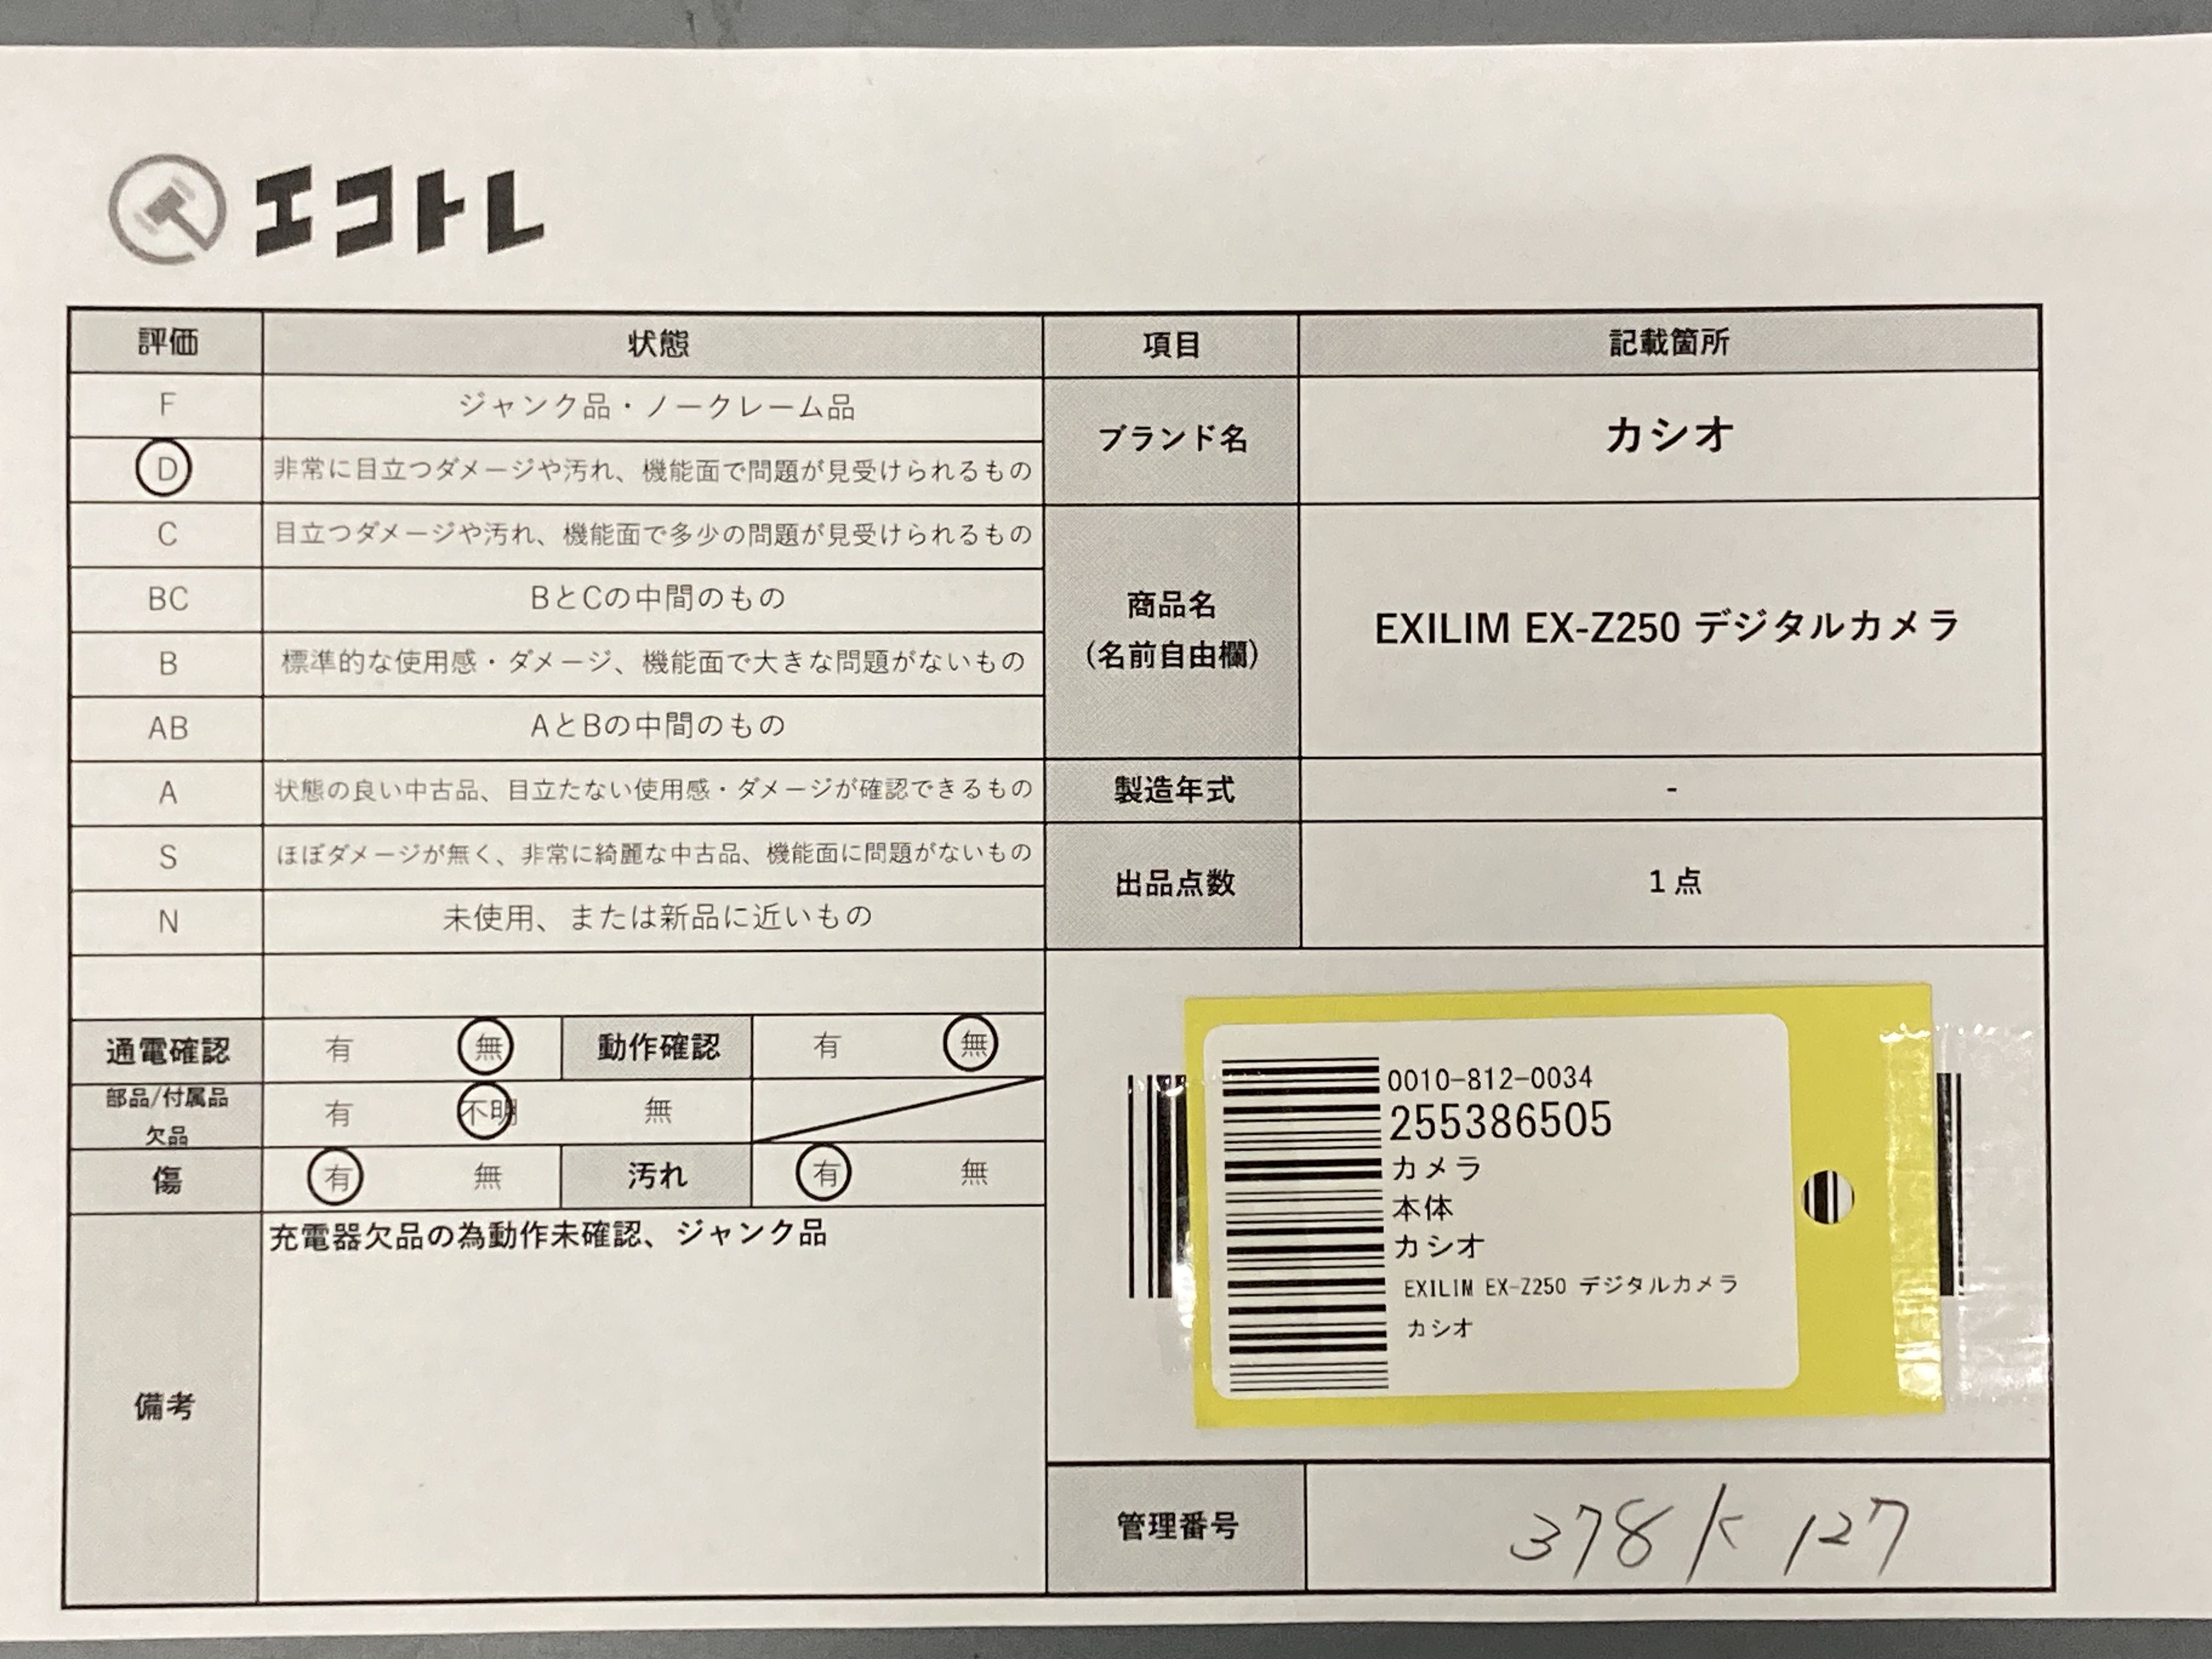 エコトレ
評価 状態 項目 記載箇所
F ジャンク品・ノークレーム品
D 非常に目立つダメージや汚れ、機能面で問題が見受けられるもの
C 目立つダメージや汚れ、機能面で多少の問題が見受けられるもの
BC BとCの中間のもの
B 標準的な使用感・ダメージ、機能面で大きな問題がないもの
AB AとBの中間のもの
A 状態の良い中古品、目立たない使用感・ダメージが確認できるもの
S ほぼダメージが無く、非常に綺麗な中古品、機能面に問題がないもの
N 未使用、または新品に近いもの
ブランド名 カシオ
商品名
(名前自由欄)
EXILIM EX-Z250 デジタルカメラ
製造年式 -
出品点数 1 点
通電確認 有 無 動作確認 有 無
部品/付属品
欠品
有 不明 無
傷 有 無 汚れ 有 無
備考
充電器欠品の為動作未確認、ジャンク品
0010-812-0034
255386505
カメラ
本体
カシオ
EXILIM EX-Z250 デジタルカメラ
カシオ
管理番号 378 K 127